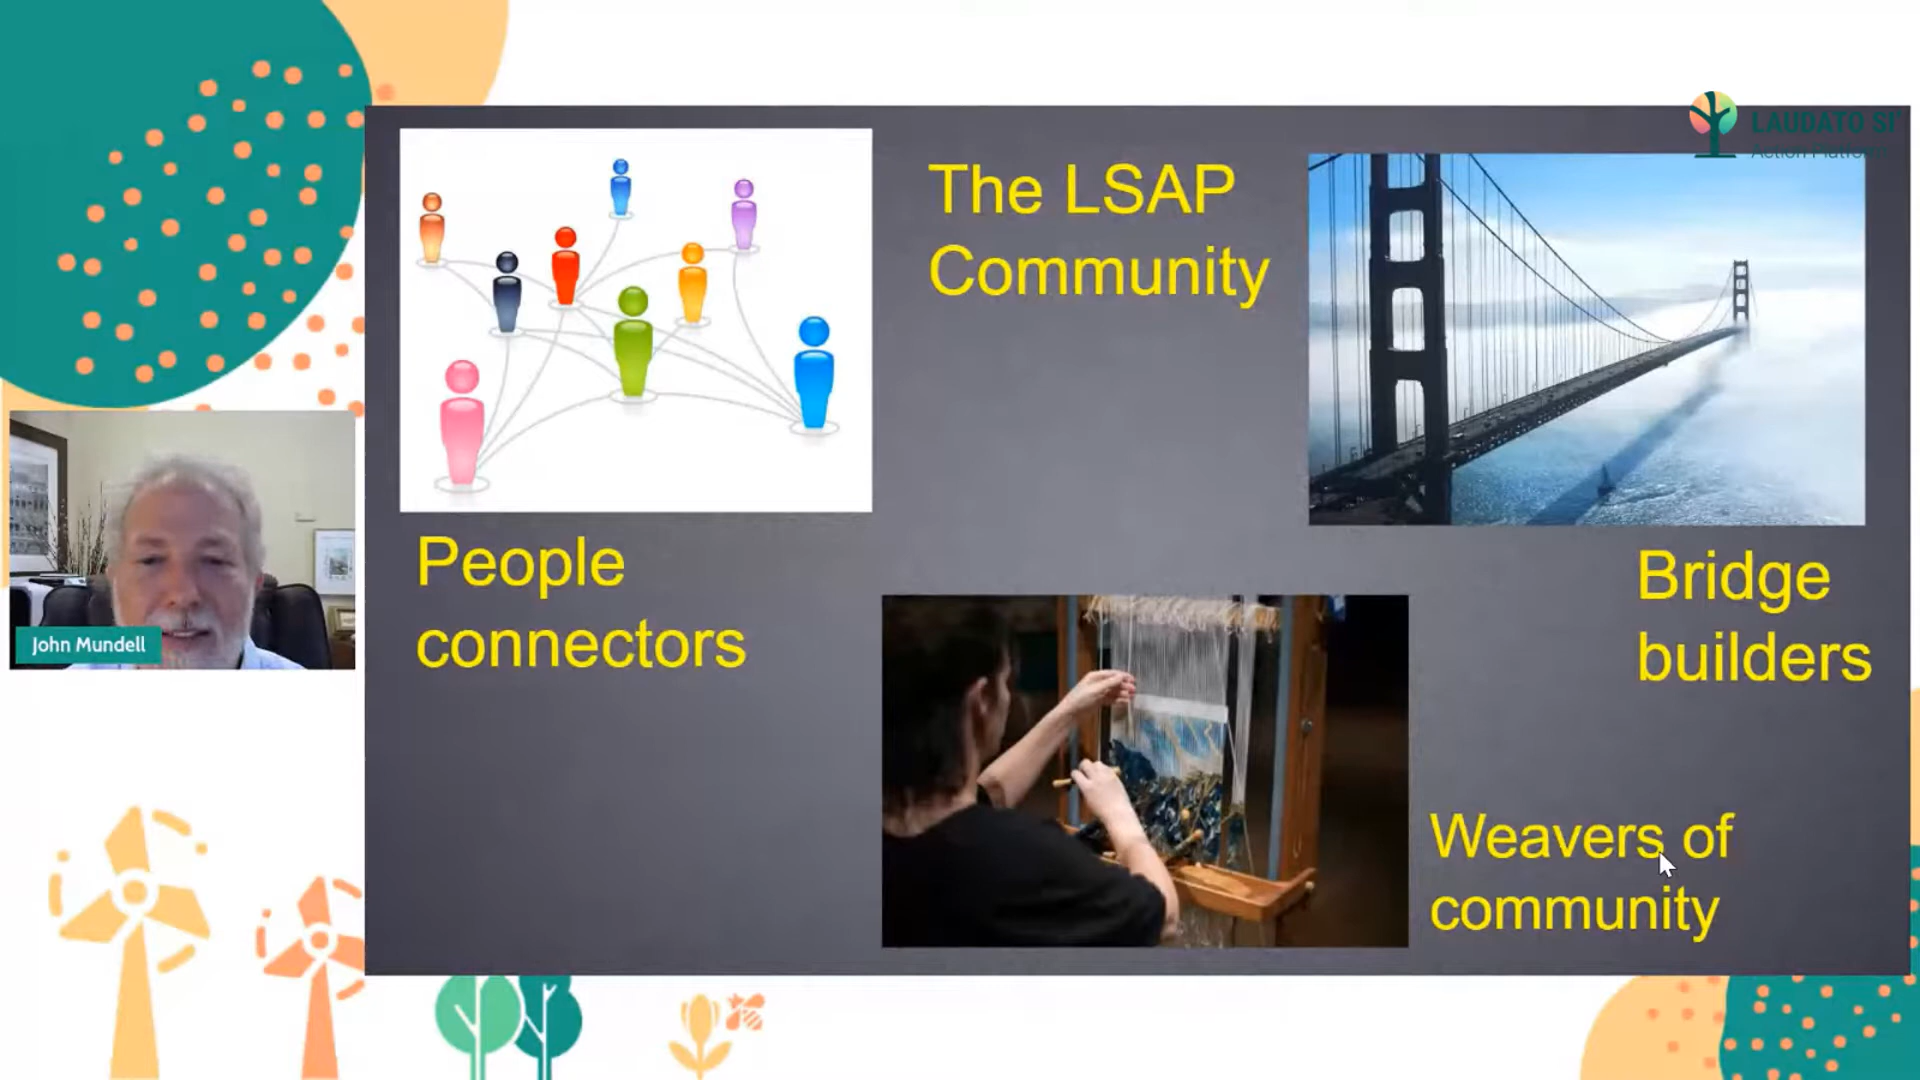 LAUDATO SI'
Action Platform
The LSAP
Community
People
connectors
Bridge
builders
Weavers of
community
John Mundell